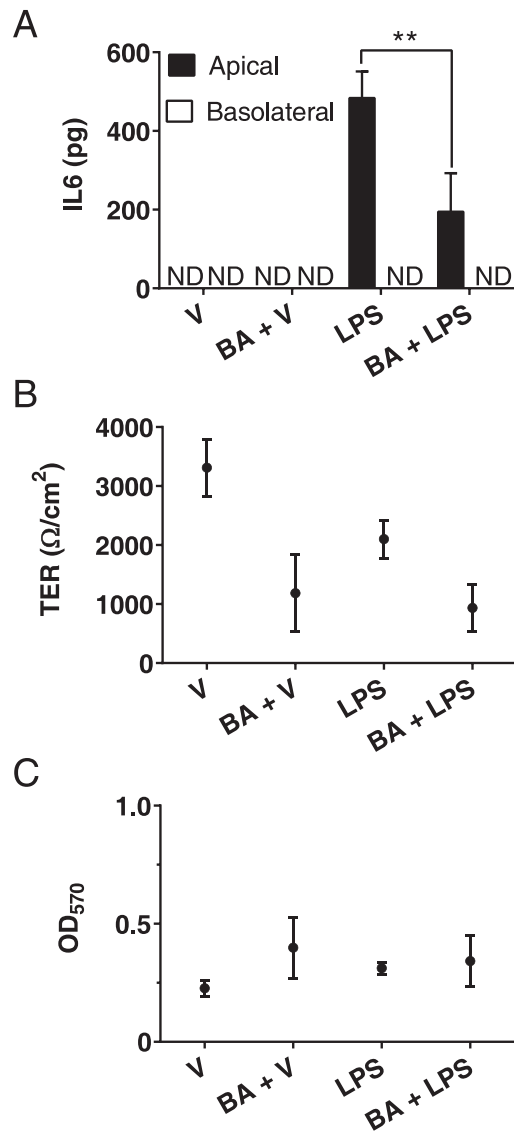 A
600
400
200
0
IL6 (pg)
Apical
Basolateral
**
ND ND ND ND ND ND
V
BA + V
LPS
BA + LPS
B
4000
3000
2000
1000
0
TER (Ω/cm²)
V
BA + V
LPS
BA + LPS
C
1.0
0.5
0
OD₅₇₀
V
BA + V
LPS
BA + LPS